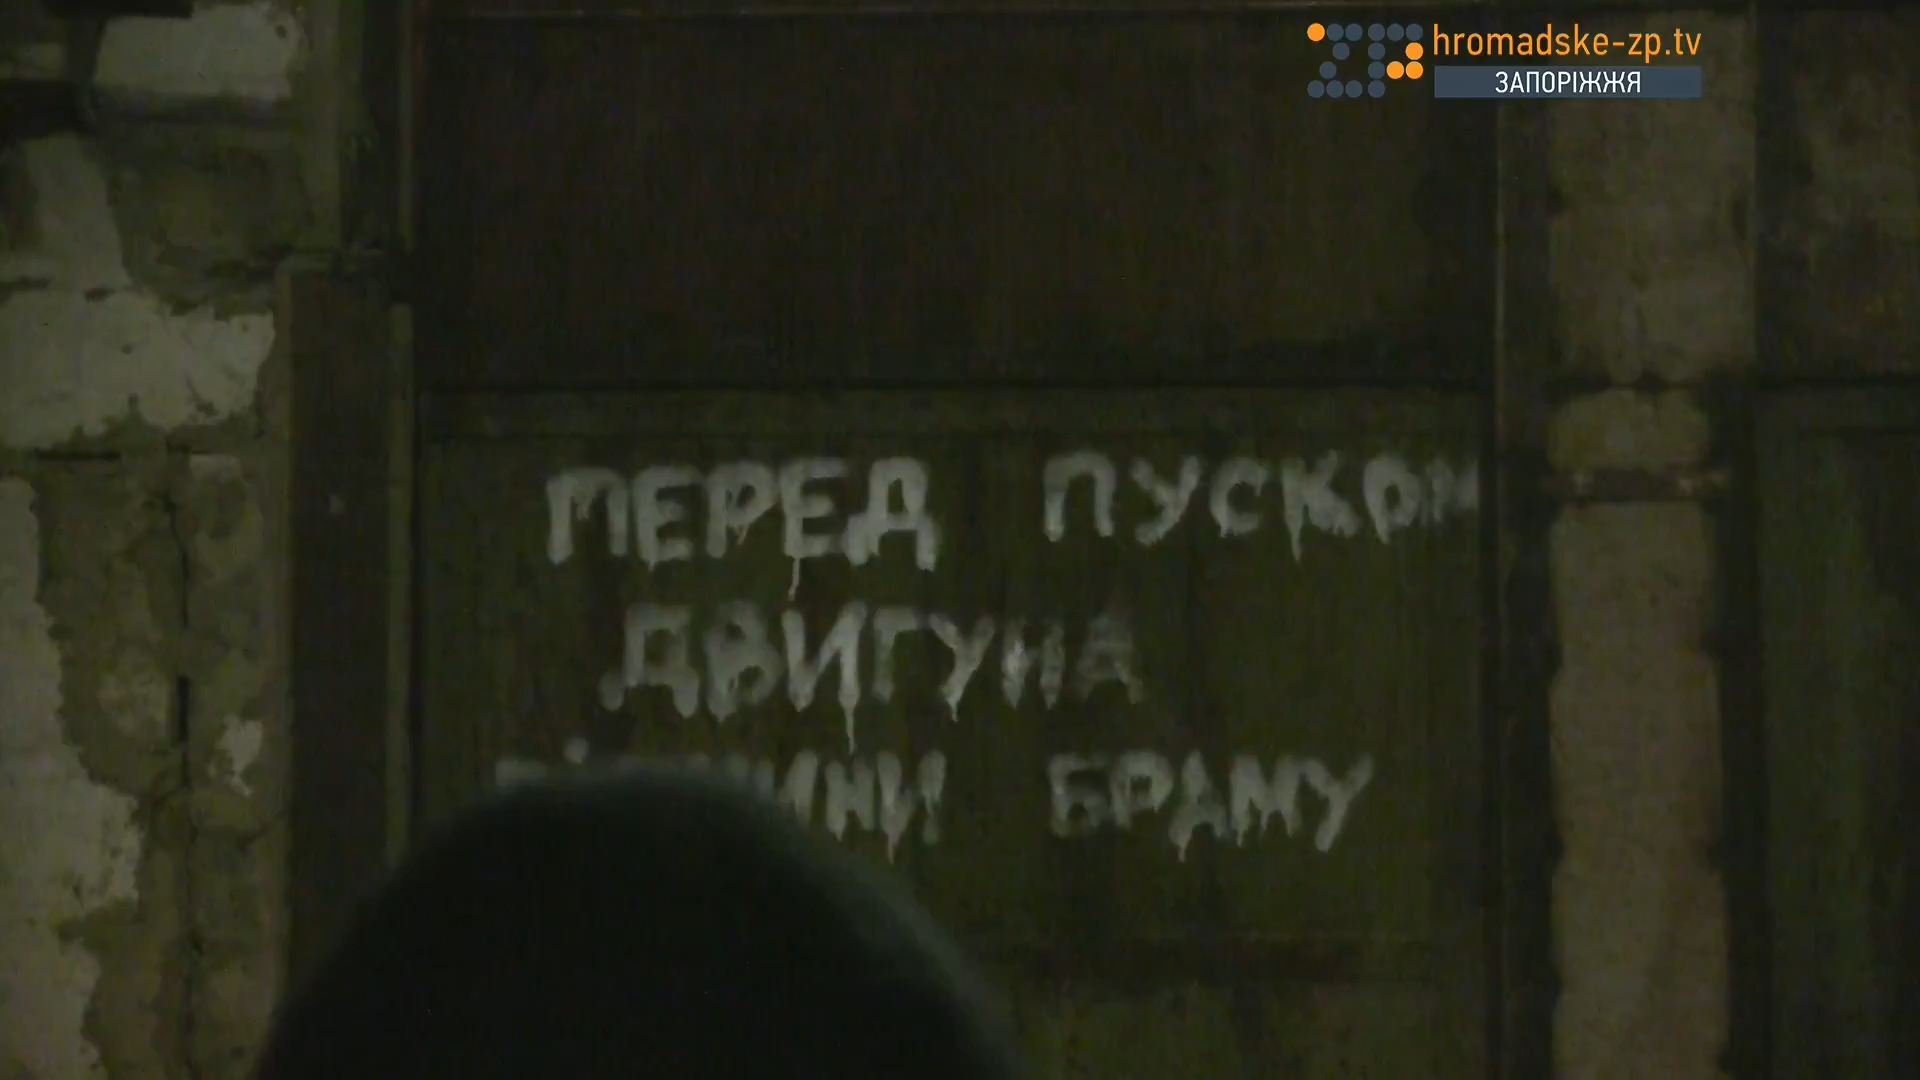 hromadske-zp.tv
ЗАПОРІЖЖЯ
ПЕРЕД ПУСКОМ
ДВИГУНА
БРАМУ